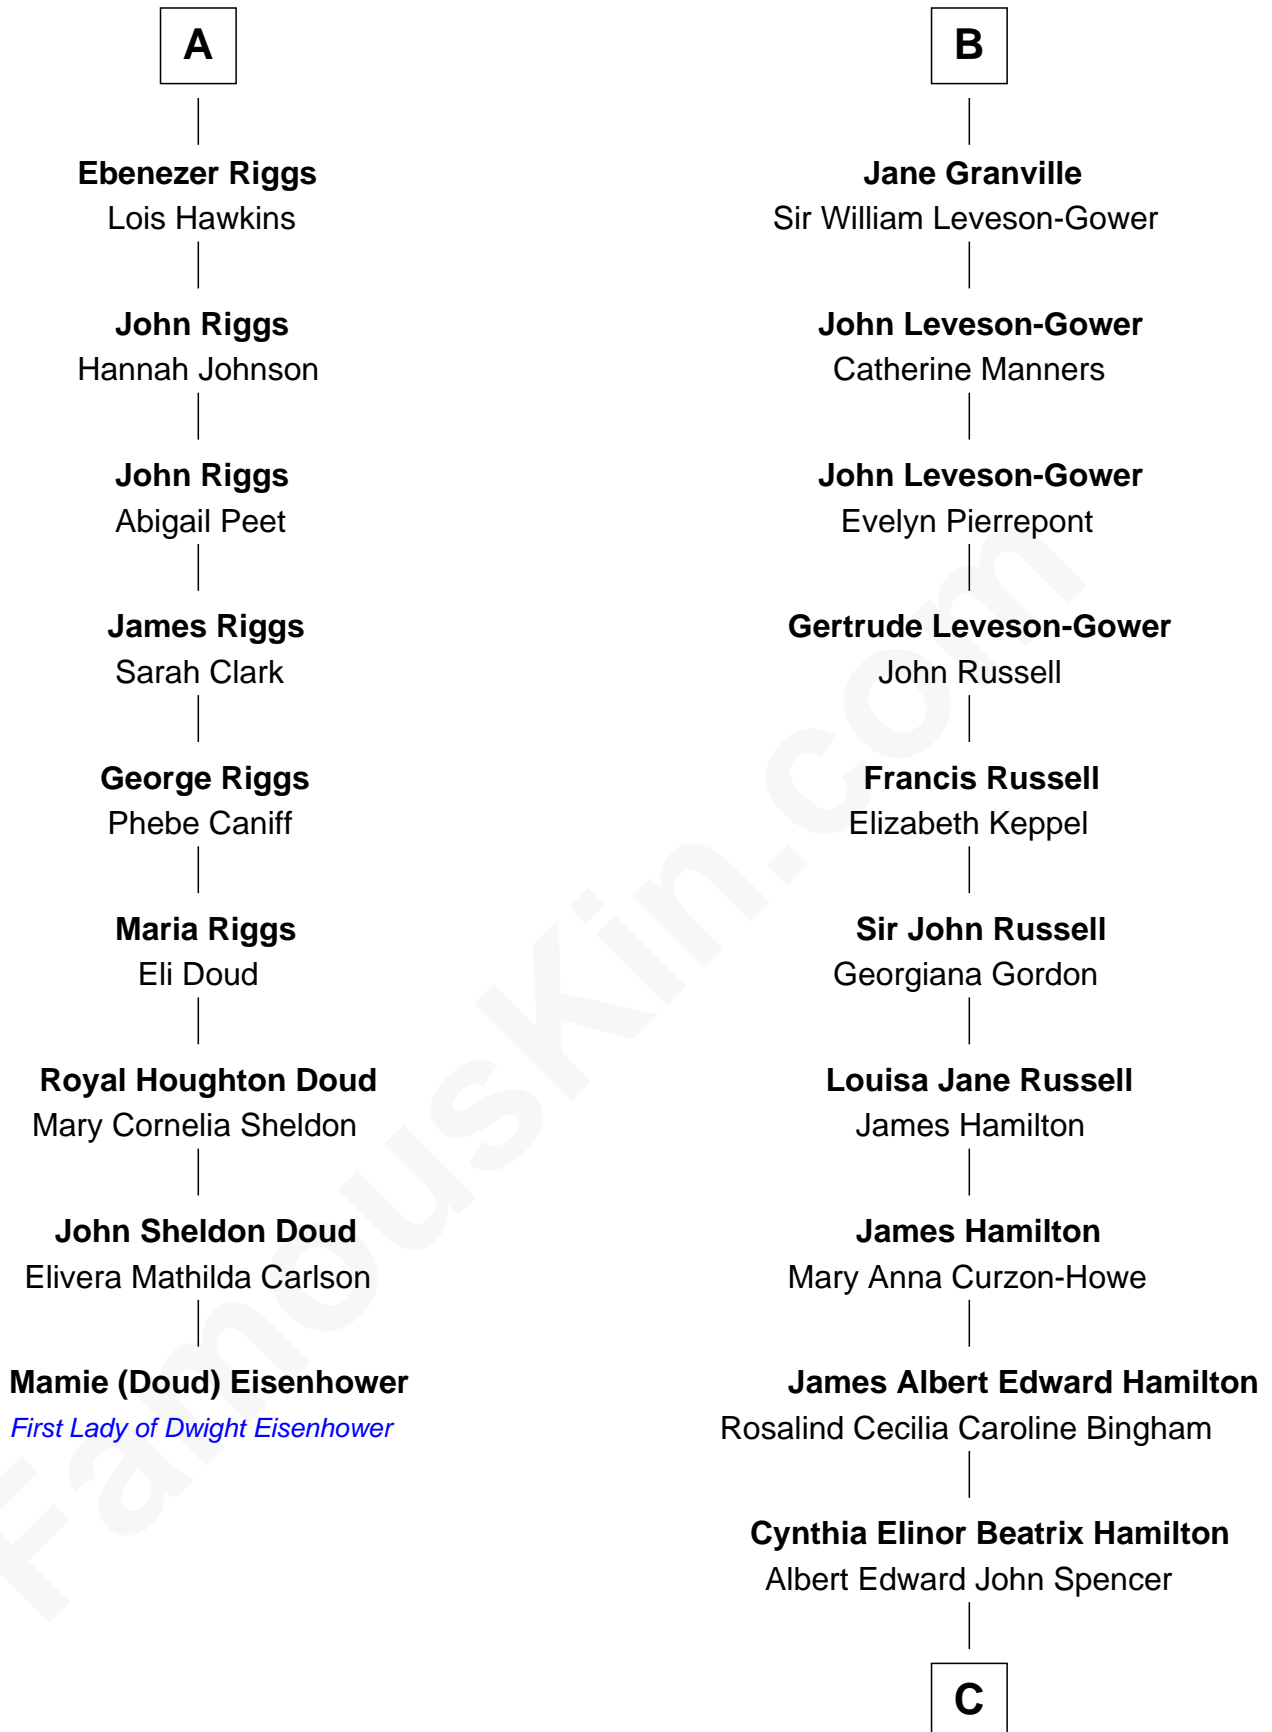 A
Ebenezer Riggs
Lois Hawkins
John Riggs
Hannah Johnson
John Riggs
Abigail Peet
James Riggs
Sarah Clark
George Riggs
Phebe Caniff
Maria Riggs
Eli Doud
Royal Houghton Doud
Mary Cornelia Sheldon
John Sheldon Doud
Elivera Mathilda Carlson
Mamie (Doud) Eisenhower
First Lady of Dwight Eisenhower
B
Jane Granville
Sir William Leveson-Gower
John Leveson-Gower
Catherine Manners
John Leveson-Gower
Evelyn Pierrepont
Gertrude Leveson-Gower
John Russell
Francis Russell
Elizabeth Keppel
Sir John Russell
Georgiana Gordon
Louisa Jane Russell
James Hamilton
James Hamilton
Mary Anna Curzon-Howe
James Albert Edward Hamilton
Rosalind Cecilia Caroline Bingham
Cynthia Elinor Beatrix Hamilton
Albert Edward John Spencer
C
FamousKin.com